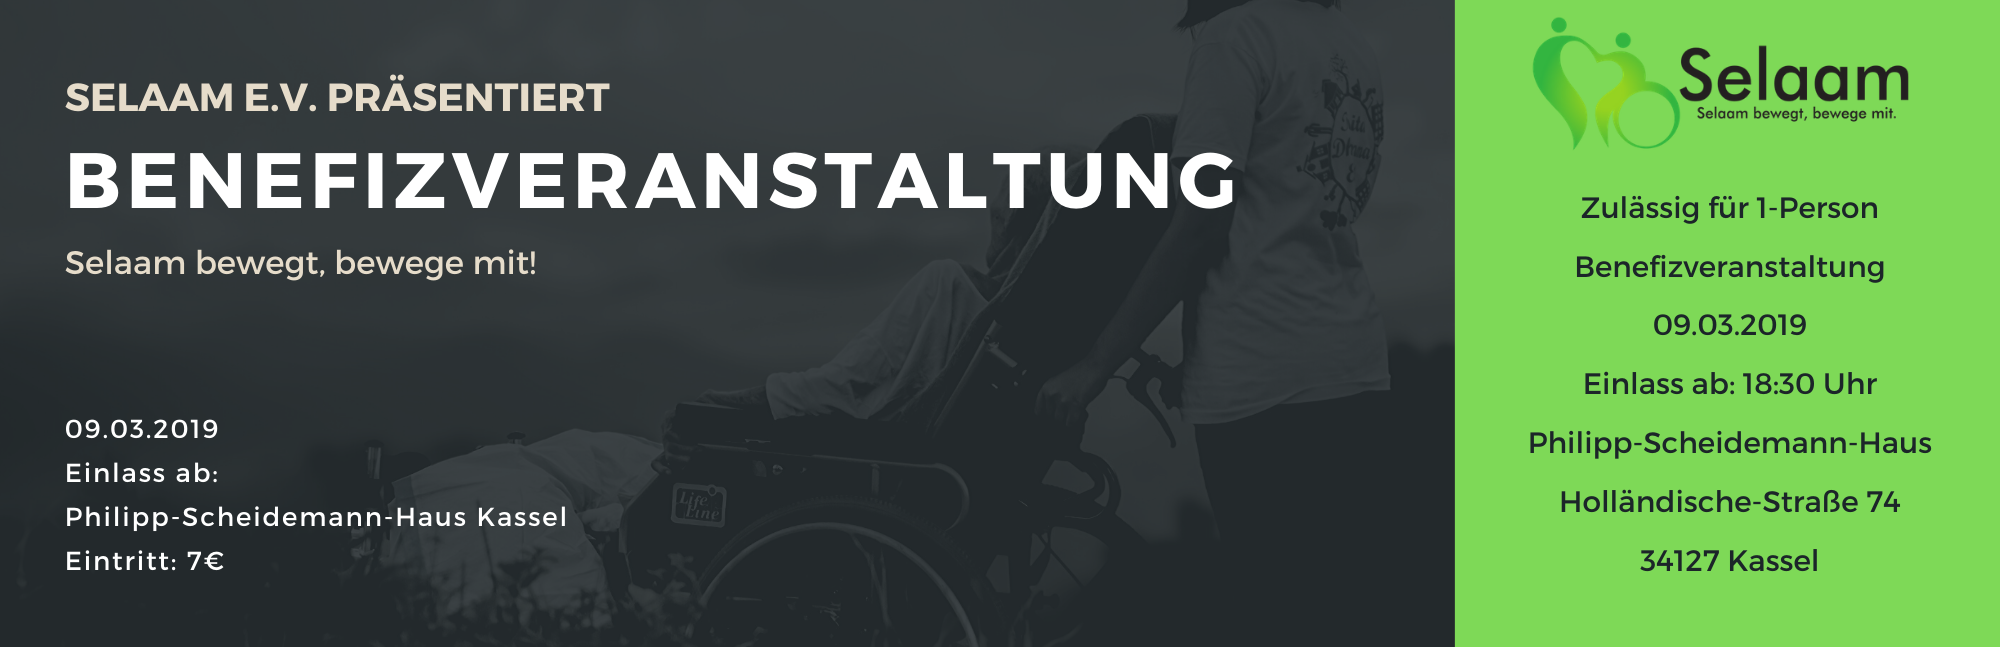 SELAAM E.V. PRÄSENTIERT
BENEFIZVERANSTALTUNG
Selaam bewegt, bewege mit!
09.03.2019
Einlass ab:
Philipp-Scheidemann-Haus Kassel
Eintritt: 7€
Life
Line
Selaam
Selaam bewegt, bewege mit.
Zulässig für 1-Person
Benefizveranstaltung
09.03.2019
Einlass ab: 18:30 Uhr
Philipp-Scheidemann-Haus
Holländische-Straße 74
34127 Kassel